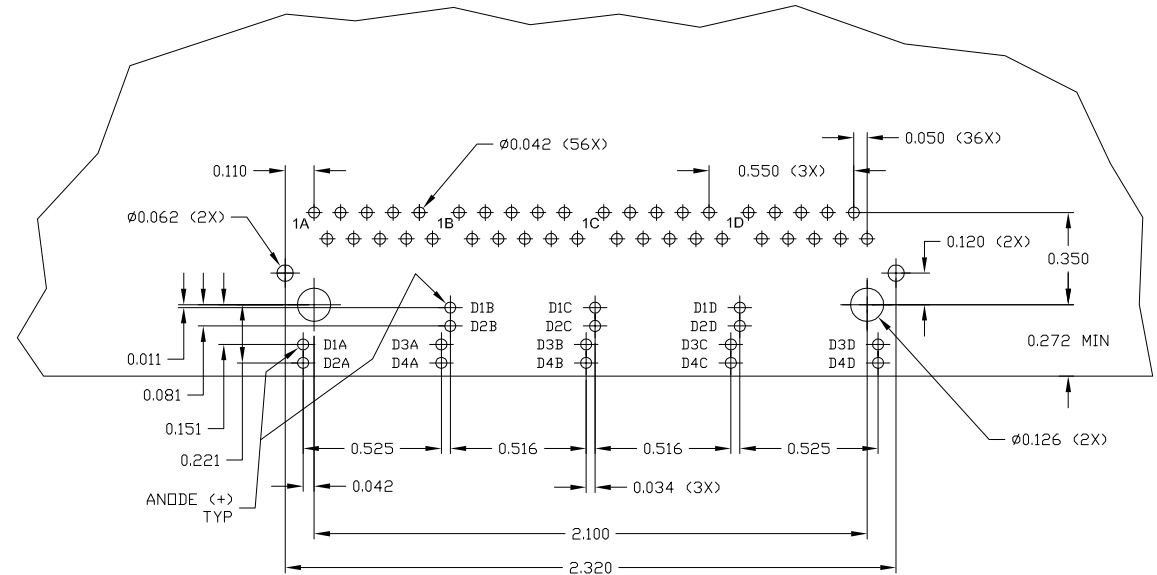 0.050 (36X)
Ø0.042 (56X)
0.110
0.550 (3X)
1A
1B
1C
1D
Ø0.062 (2X)
0.120 (2X)
0.350
D1B
D1C
D1D
D2B
D2C
D2D
0.272 MIN
0.011
D1A
D3A
D3B
D3C
D3D
D2A
D4A
D4B
D4C
D4D
0.081
0.151
Ø0.126 (2X)
0.525
0.516
0.516
0.525
0.221
0.042
0.034 (3X)
ANODE (+)
TYP
2.100
2.320